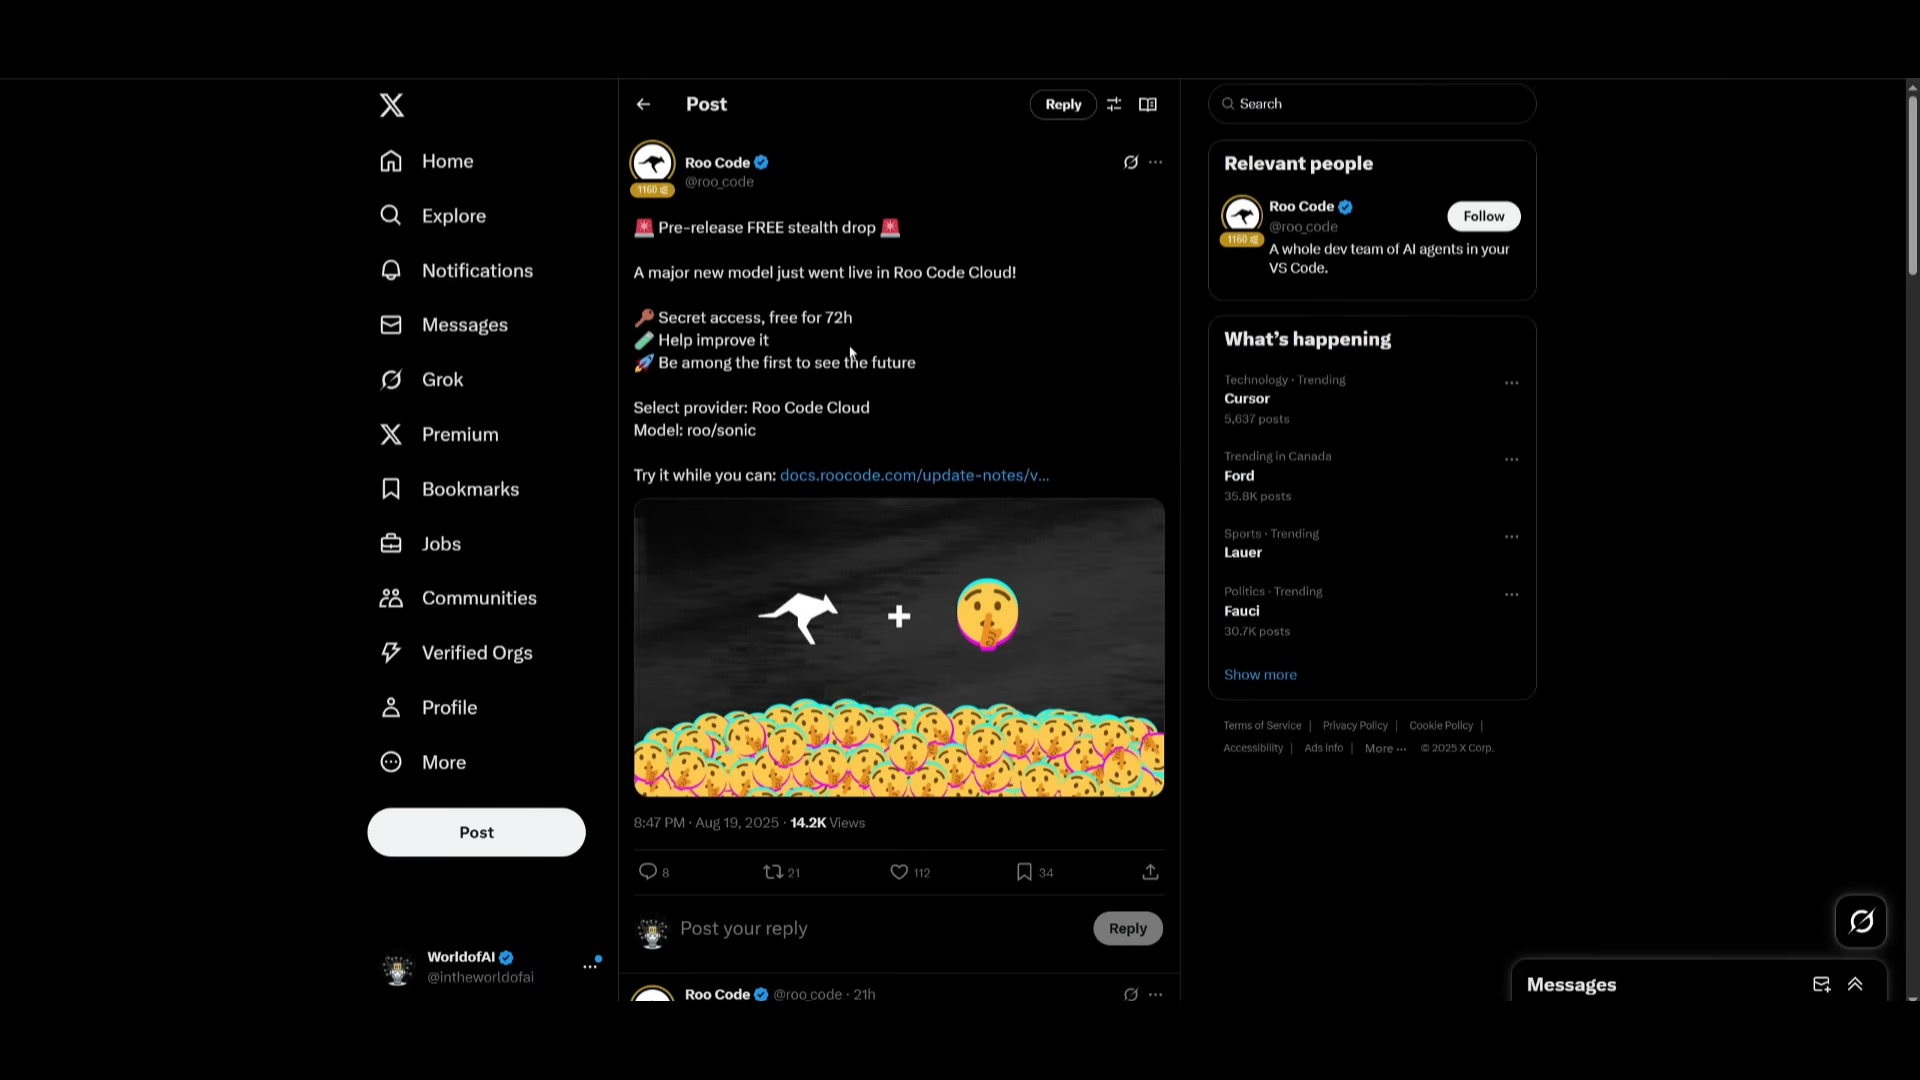 Home
Explore
Notifications
Messages
Grok
Premium
Bookmarks
Jobs
Communities
Verified Orgs
Profile
More
Post
WorldofAI
@intheworldofai
Post
Reply
Roo Code
1160
@roo_code
🚨 Pre-release FREE stealth drop 🚨
A major new model just went live in Roo Code Cloud!
🔑 Secret access, free for 72h
🧪 Help improve it
🚀 Be among the first to see the future
Select provider: Roo Code Cloud
Model: roo/sonic
Try it while you can: docs.roocode.com/update-notes/v…
8:47 PM · Aug 19, 2025 · 14.2K Views
8 21 112 34
Post your reply
Reply
Roo Code @roo_code · 21h
Search
Relevant people
Roo Code
@roo_code
1160
Follow
A whole dev team of AI agents in your
VS Code.
What’s happening
Technology · Trending
Cursor
5,637 posts
Trending in Canada
Ford
35.8K posts
Sports · Trending
Lauer
Politics · Trending
Fauci
30.7K posts
Show more
Terms of Service | Privacy Policy | Cookie Policy |
Accessibility | Ads info | More ··· © 2025 X Corp.
Messages